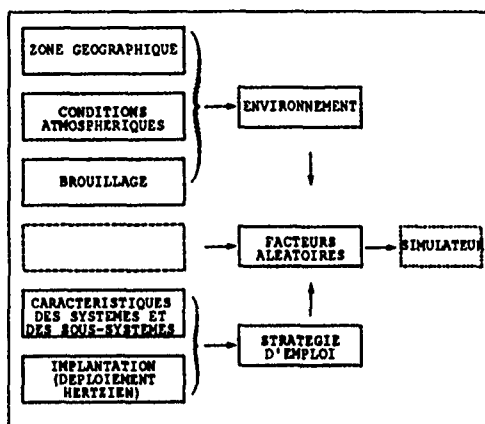 ZONE GEOGRAPHIQUE
CONDITIONS
ATMOSPHERIQUES
BROUILLAGE
ENVIRONNEMENT
FACTEURS
ALEATOIRES
SIMULATEUR
CARACTERISTIQUES
DES SYSTEMES ET
DES SOUS-SYSTEMES
IMPLANTATION
(DEPLOIEMENT
HERTZIEN)
STRATEGIE
D'EMPLOI